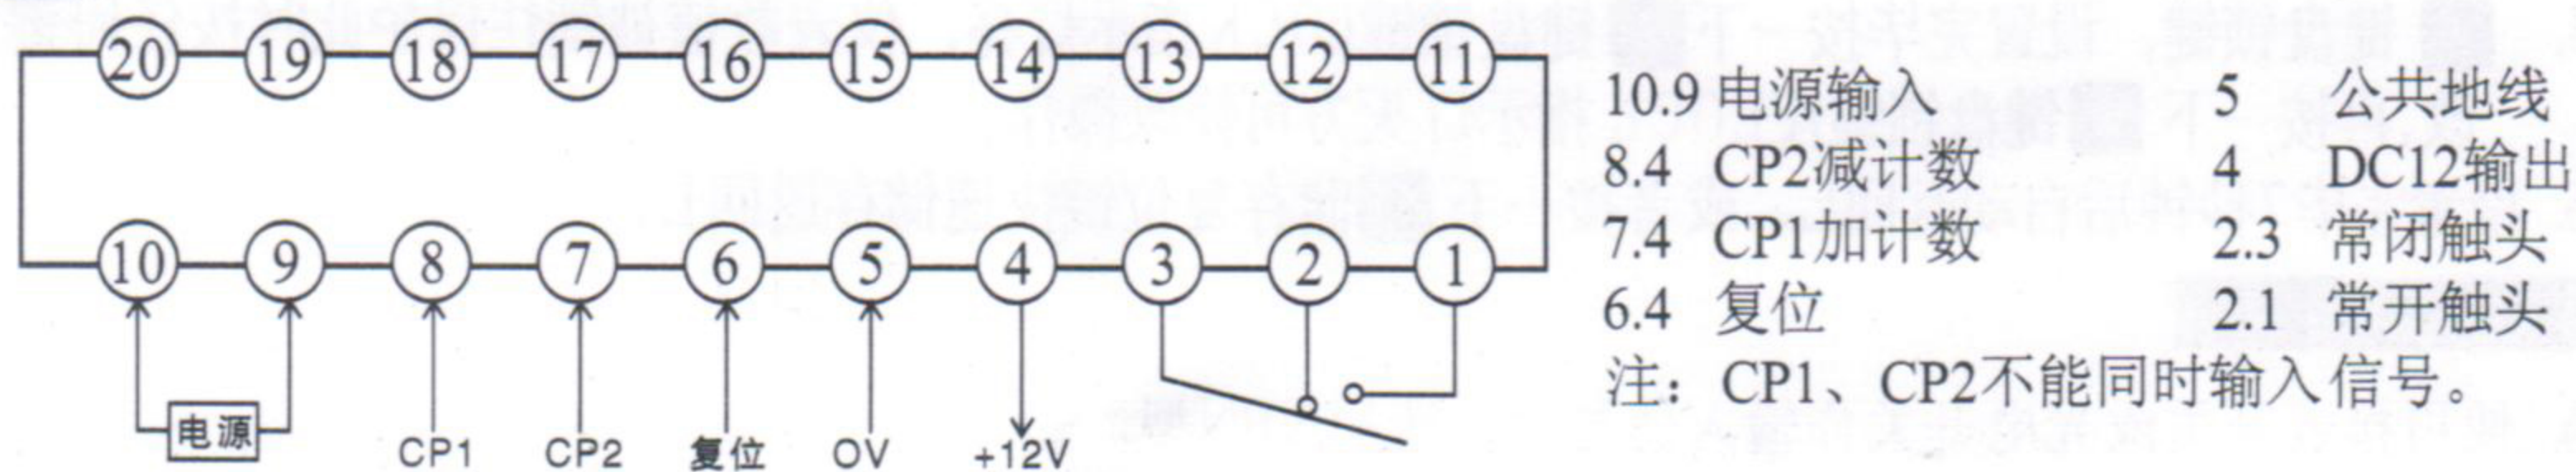 20 19 18 17 16 15 14 13 12 11
10 9 8 7 6 5 4 3 2 1
电源 CP1 CP2 复位 OV +12V
10.9 电源输入 5 公共地线
8.4 CP2减计数 4 DC12输出
7.4 CP1加计数 2.3 常闭触头
6.4 复位 2.1 常开触头
注：CP1、CP2不能同时输入信号。